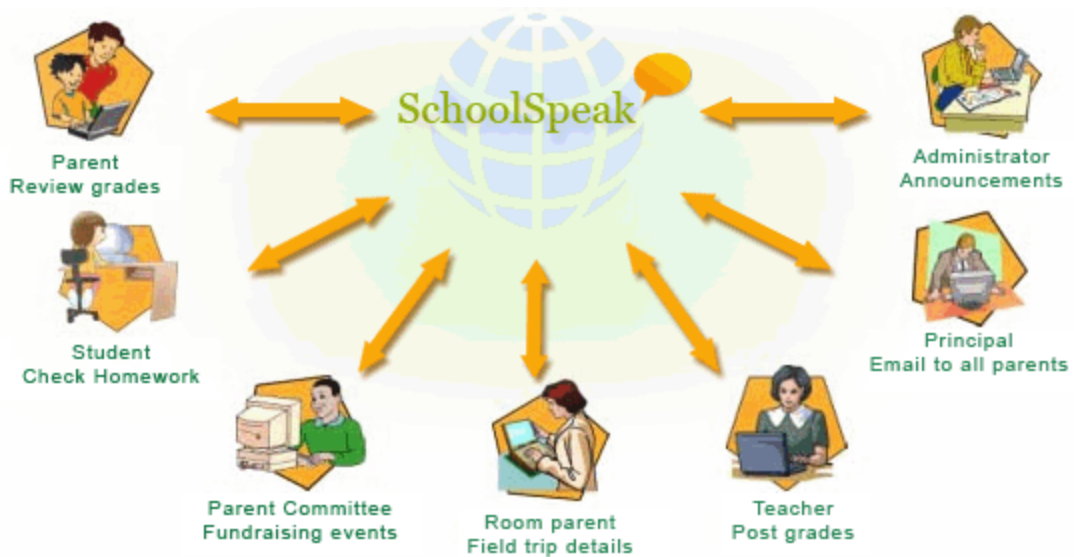 SchoolSpeak
Parent
Review grades
Administrator
Announcements
Student
Check Homework
Principal
Email to all parents
Parent Committee
Fundraising events
Room parent
Field trip details
Teacher
Post grades